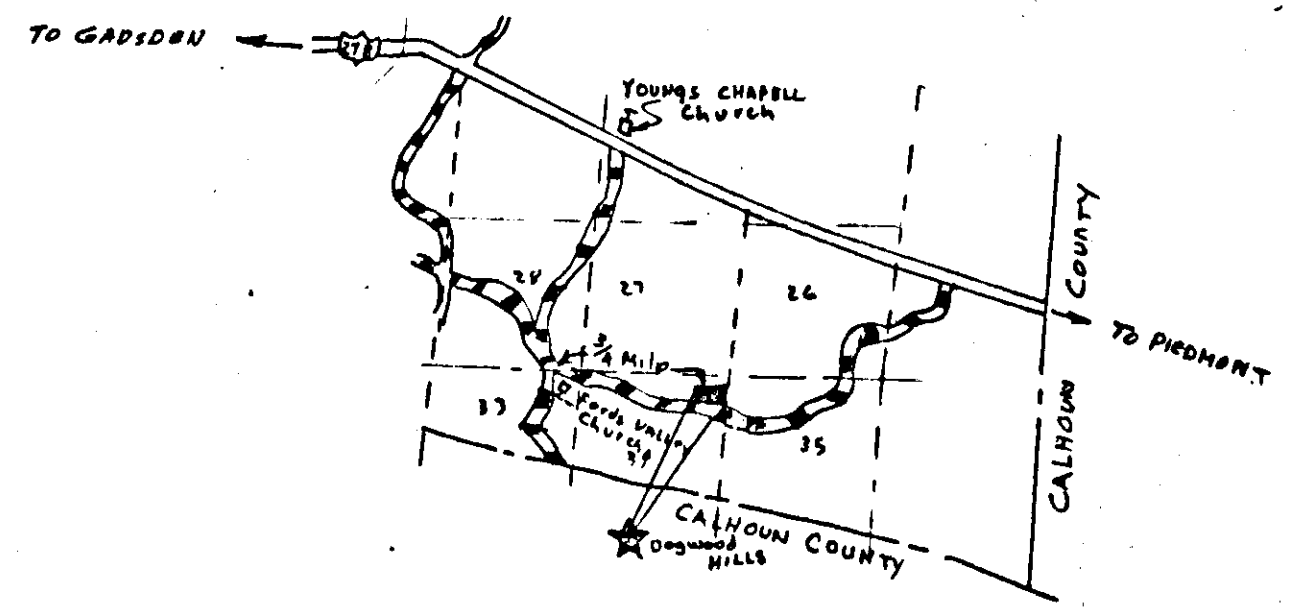 TO GADSDEN
YOUNGS CHAPELL
Church
COUNTY
28
27
26
TO PIEDMONT
3/4 Mile
33
Fords VALLEY
Church
34
35
CALHOUN
CALHOUN COUNTY
Dogwood
HILLS